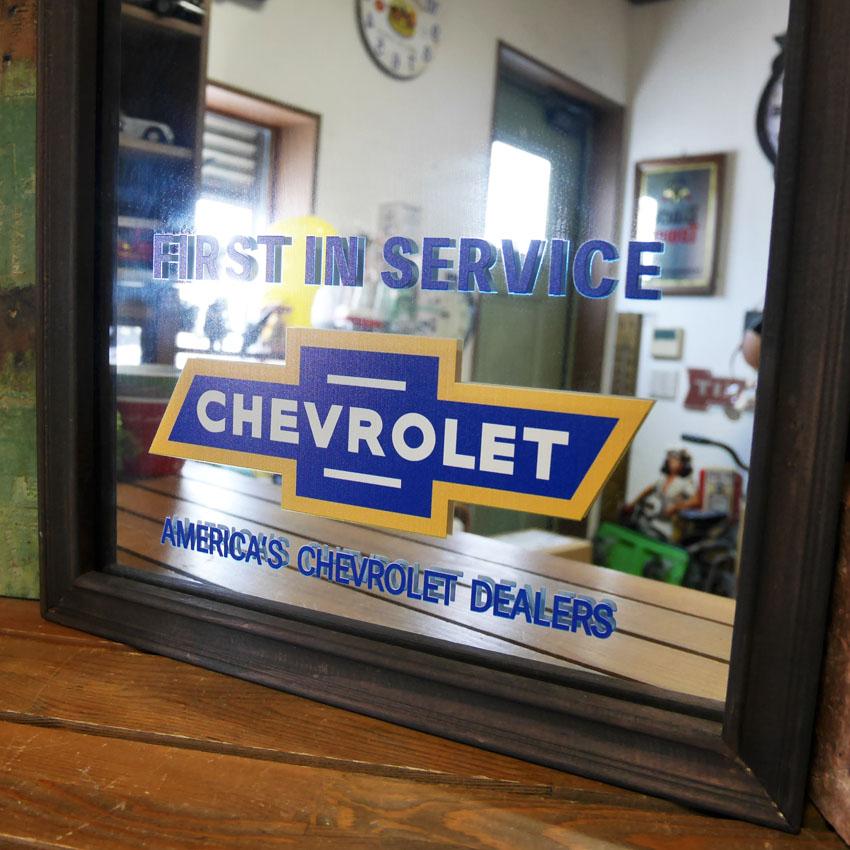 FIRST IN SERVICE
CHEVROLET
AMERICA'S CHEVROLET DEALERS